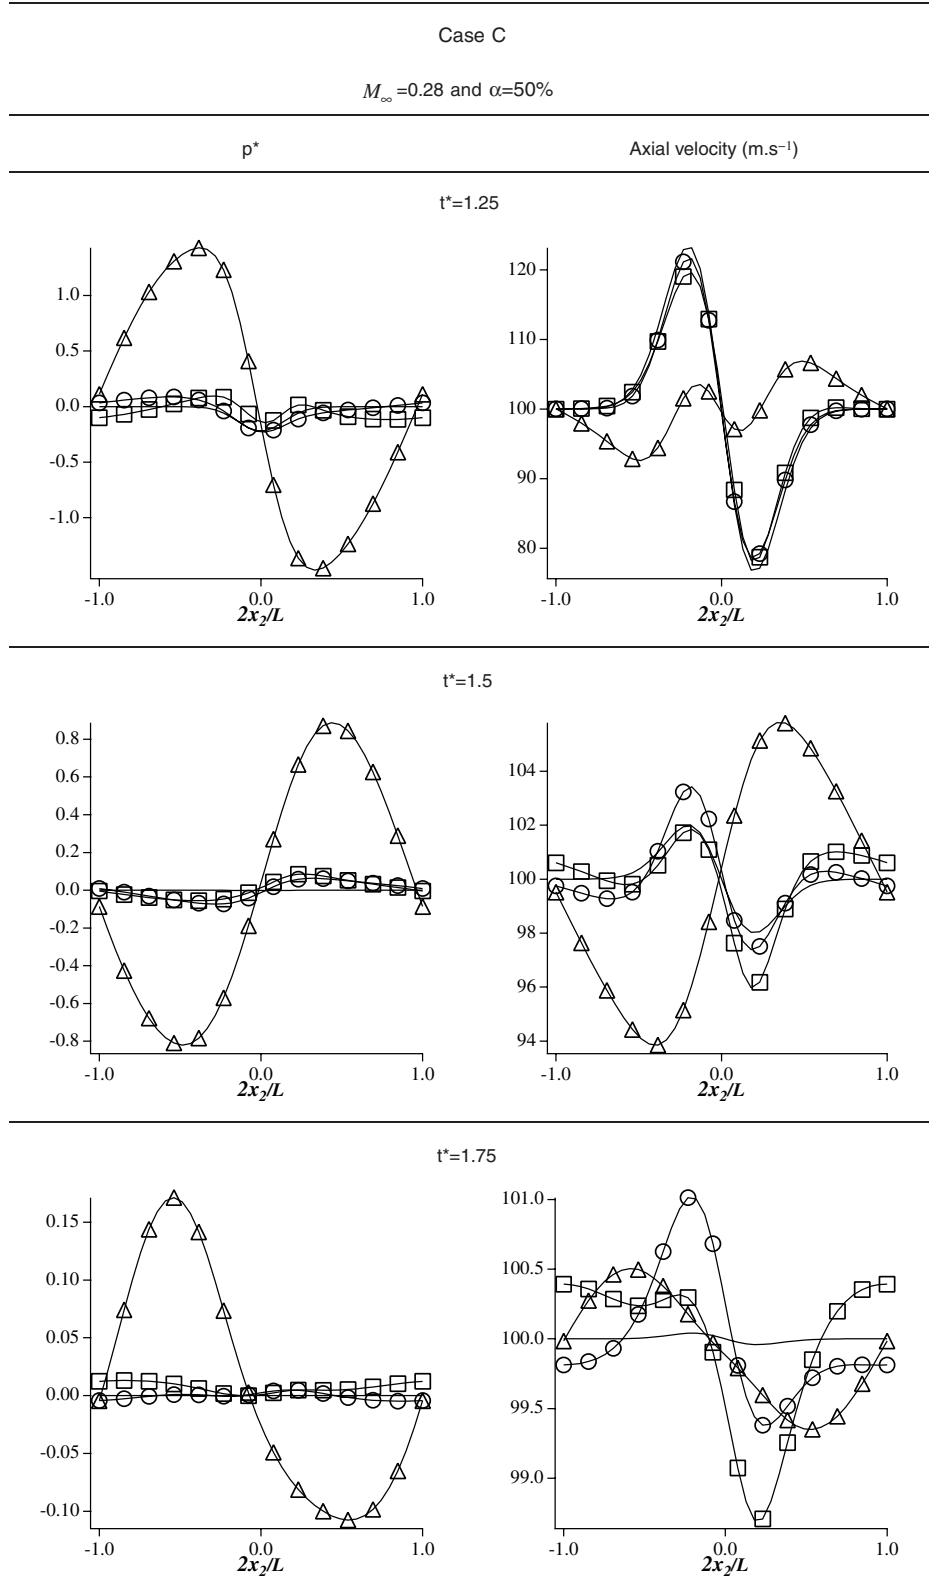 Case C
M∞ =0.28 and α=50%
p* Axial velocity (m.s⁻¹)
t*=1.25
1.0
0.5
0.0
-0.5
-1.0
-1.0 0.0 1.0
2x₂/L
120
110
100
90
80
-1.0 0.0 1.0
2x₂/L
t*=1.5
0.8
0.6
0.4
0.2
0.0
-0.2
-0.4
-0.6
-0.8
-1.0 0.0 1.0
2x₂/L
104
102
100
98
96
94
-1.0 0.0 1.0
2x₂/L
t*=1.75
0.15
0.10
0.05
0.00
-0.05
-0.10
-1.0 0.0 1.0
2x₂/L
101.0
100.5
100.0
99.5
99.0
-1.0 0.0 1.0
2x₂/L